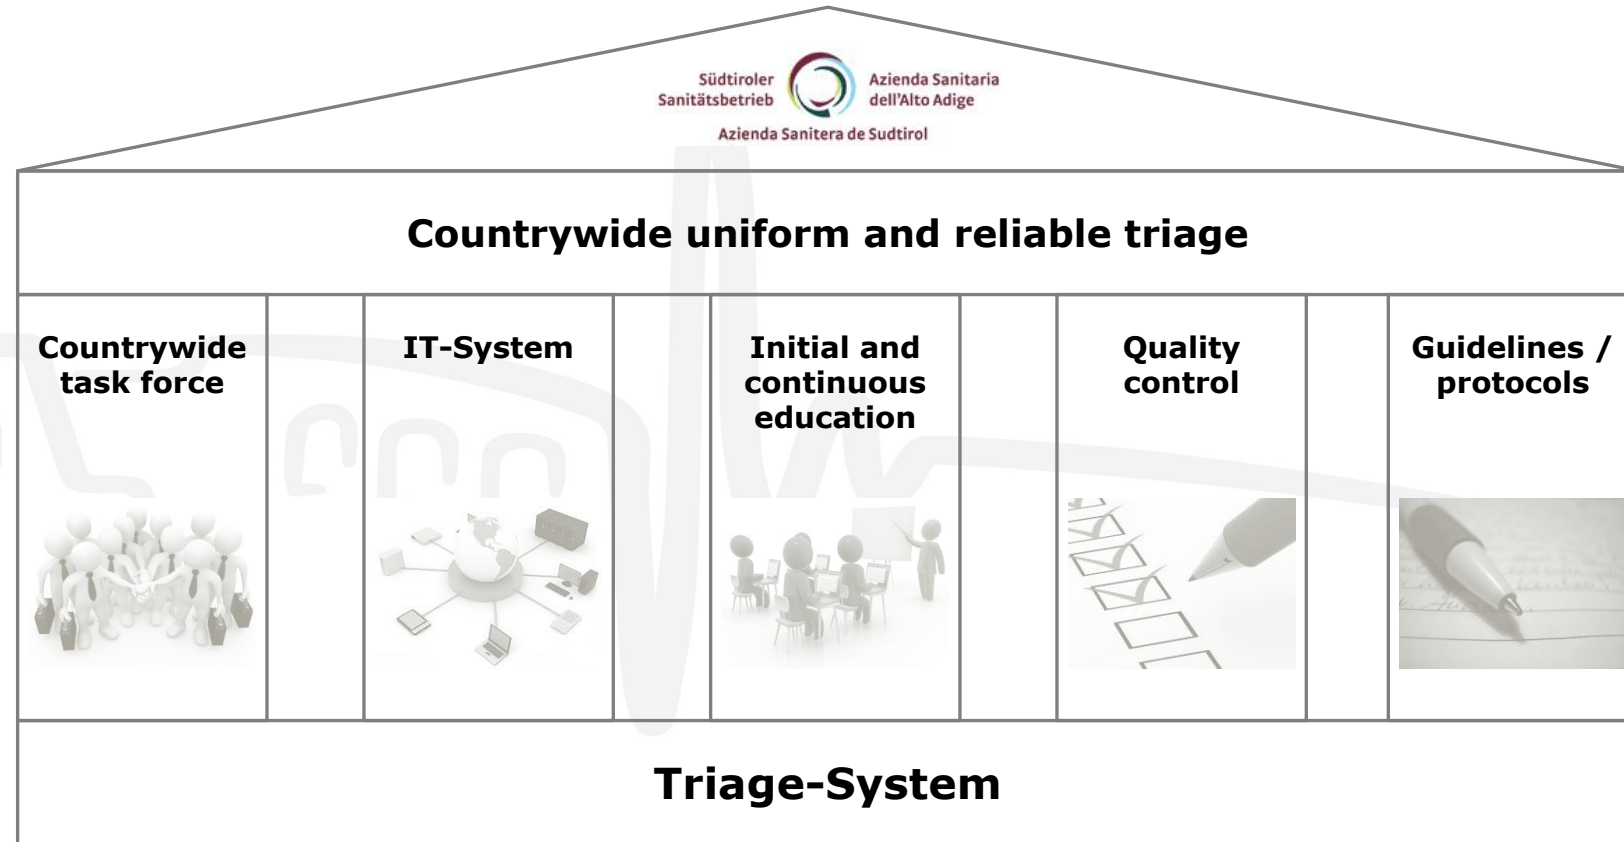 Südtiroler
Sanitätsbetrieb
Azienda Sanitaria
dell'Alto Adige
Azienda Sanitera de Sudtirol
Countrywide uniform and reliable triage
Countrywide
task force
IT-System
Initial and
continuous
education
Quality
control
Guidelines /
protocols
Triage-System